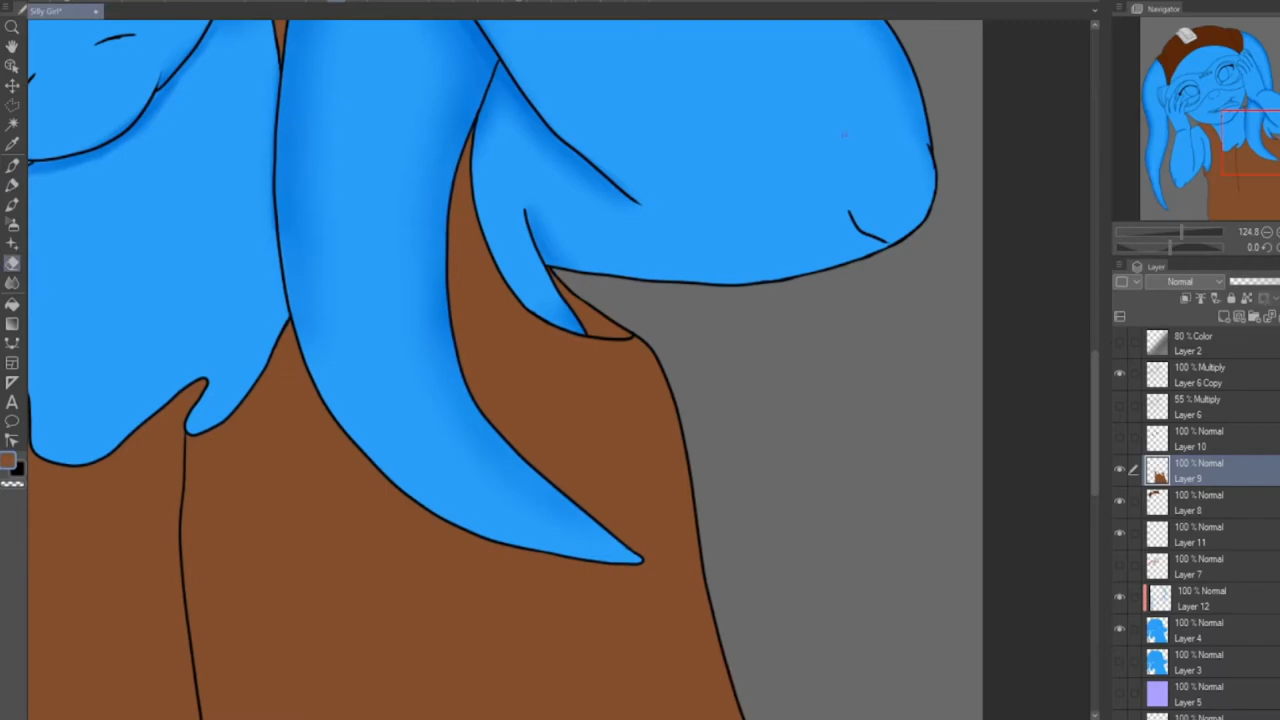 Silly Girl*
Navigator
124.8
0.0
Layer
Normal
80 % Color
Layer 2
100 % Multiply
Layer 6 Copy
55 % Multiply
Layer 6
100 % Normal
Layer 10
100 % Normal
Layer 9
100 % Normal
Layer 8
100 % Normal
Layer 11
100 % Normal
Layer 7
100 % Normal
Layer 12
100 % Normal
Layer 4
100 % Normal
Layer 3
100 % Normal
Layer 5